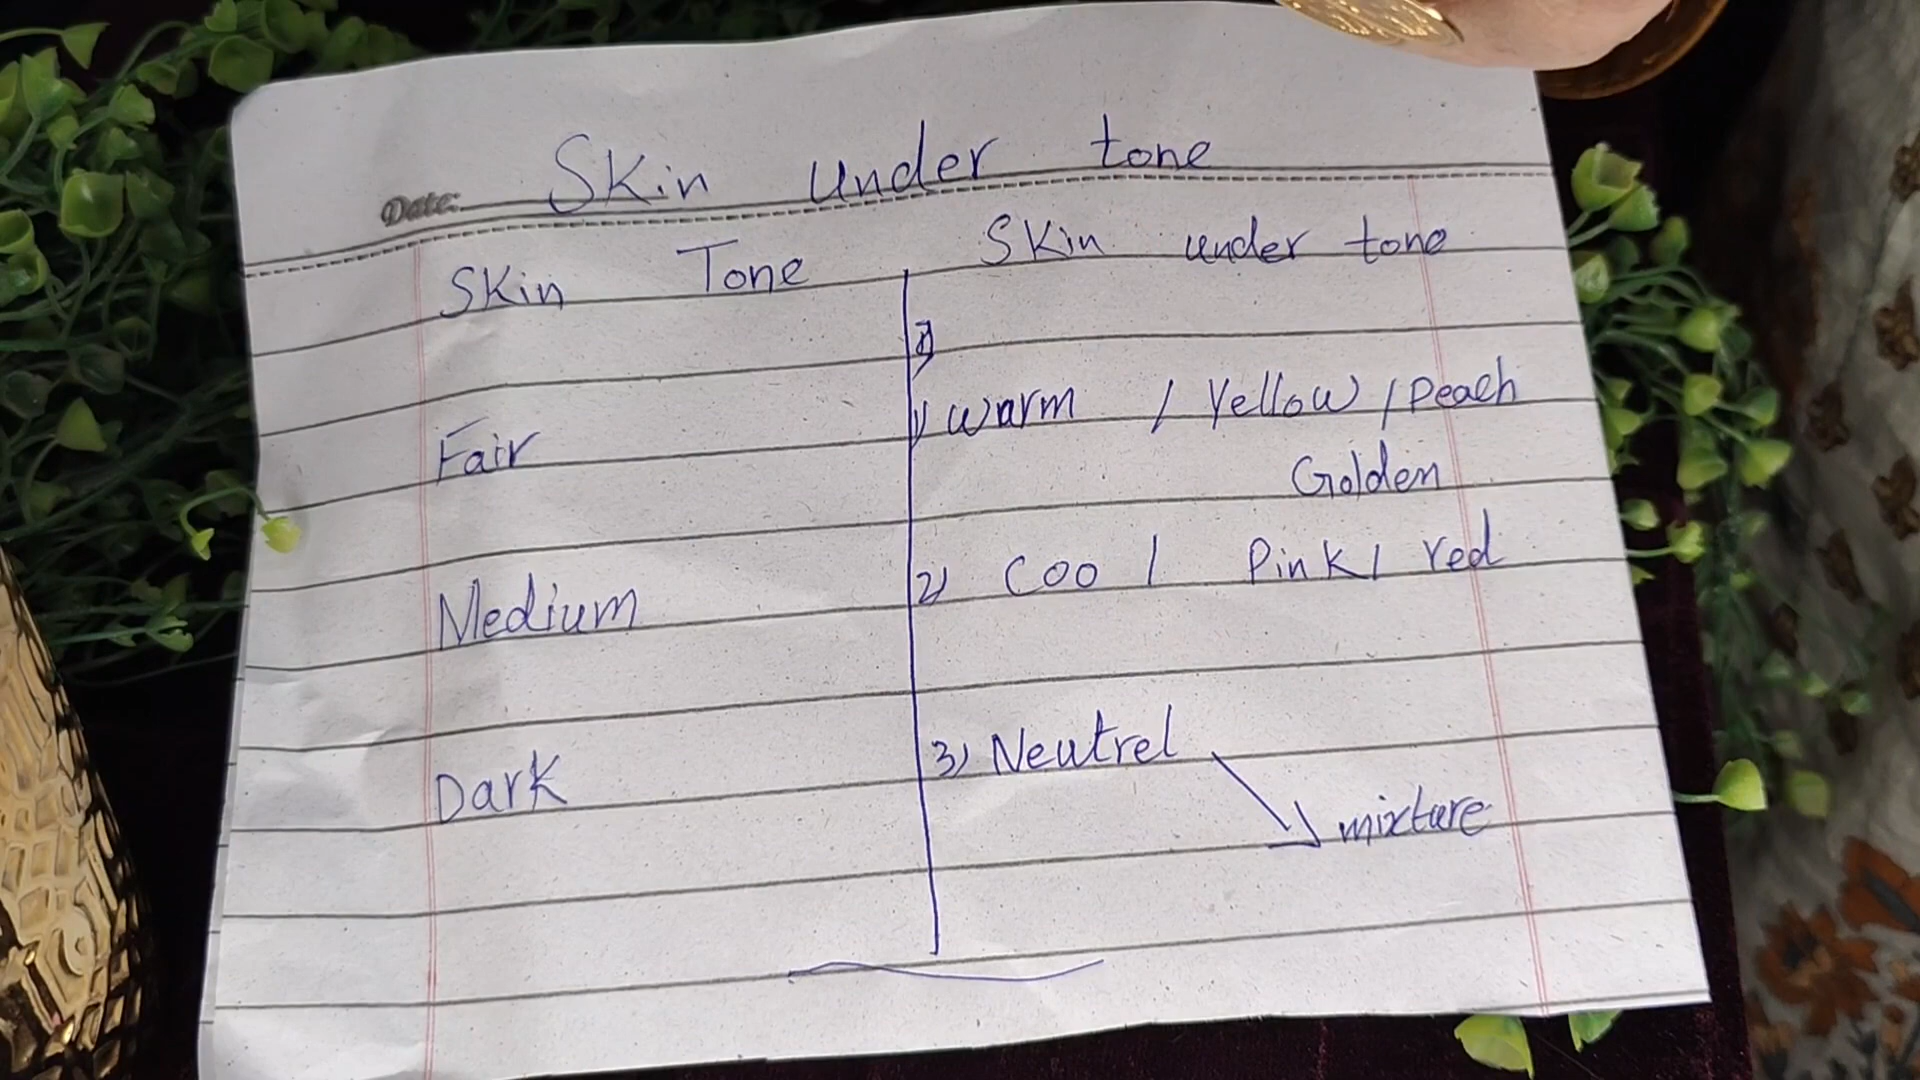 Skin under tone
Date:
Skin Tone
Fair
Medium
Dark
Skin under tone
1) Warm / Yellow / Peach
Golden
2) Cool Pink / red
3) Neutrel
mixture